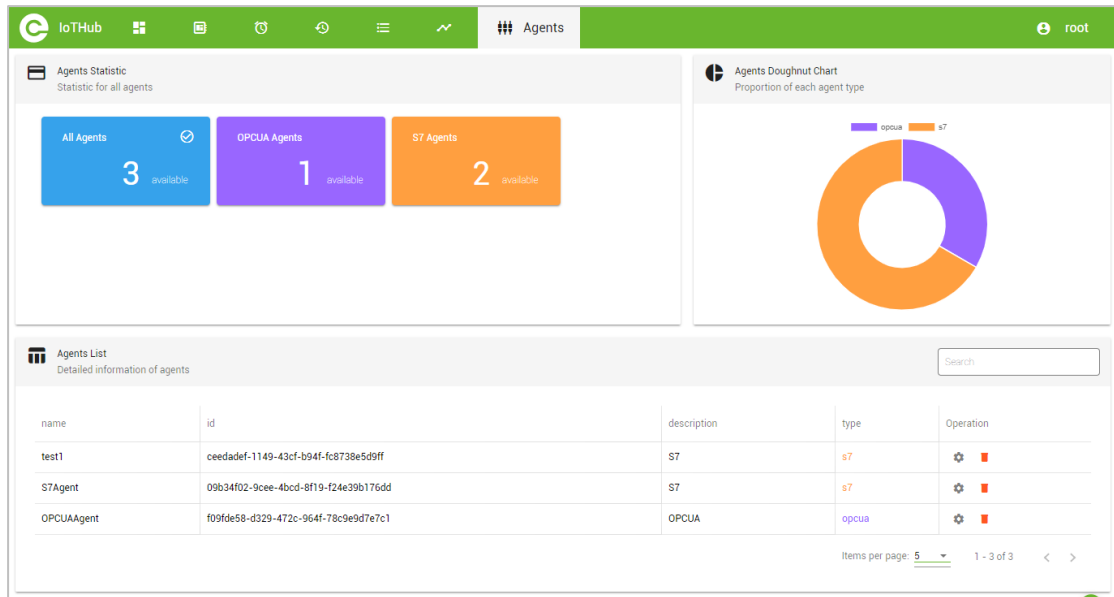 IoTHub
Agents
root
Agents Statistic
Statistic for all agents
All Agents
3 available
OPCUA Agents
1 available
S7 Agents
2 available
Agents Doughnut Chart
Proportion of each agent type
opcua s7
Agents List
Detailed information of agents
Search
name id description type Operation
test1 ceedadef-1149-43cf-b94f-fc8738e5d9ff S7 s7
S7Agent 09b34f02-9cee-4bcd-8f19-f24e39b176dd S7 s7
OPCUAAgent f09fde58-d329-472c-964f-78c9e9d7e7c1 OPCUA opcua
Items per page: 5 1 - 3 of 3